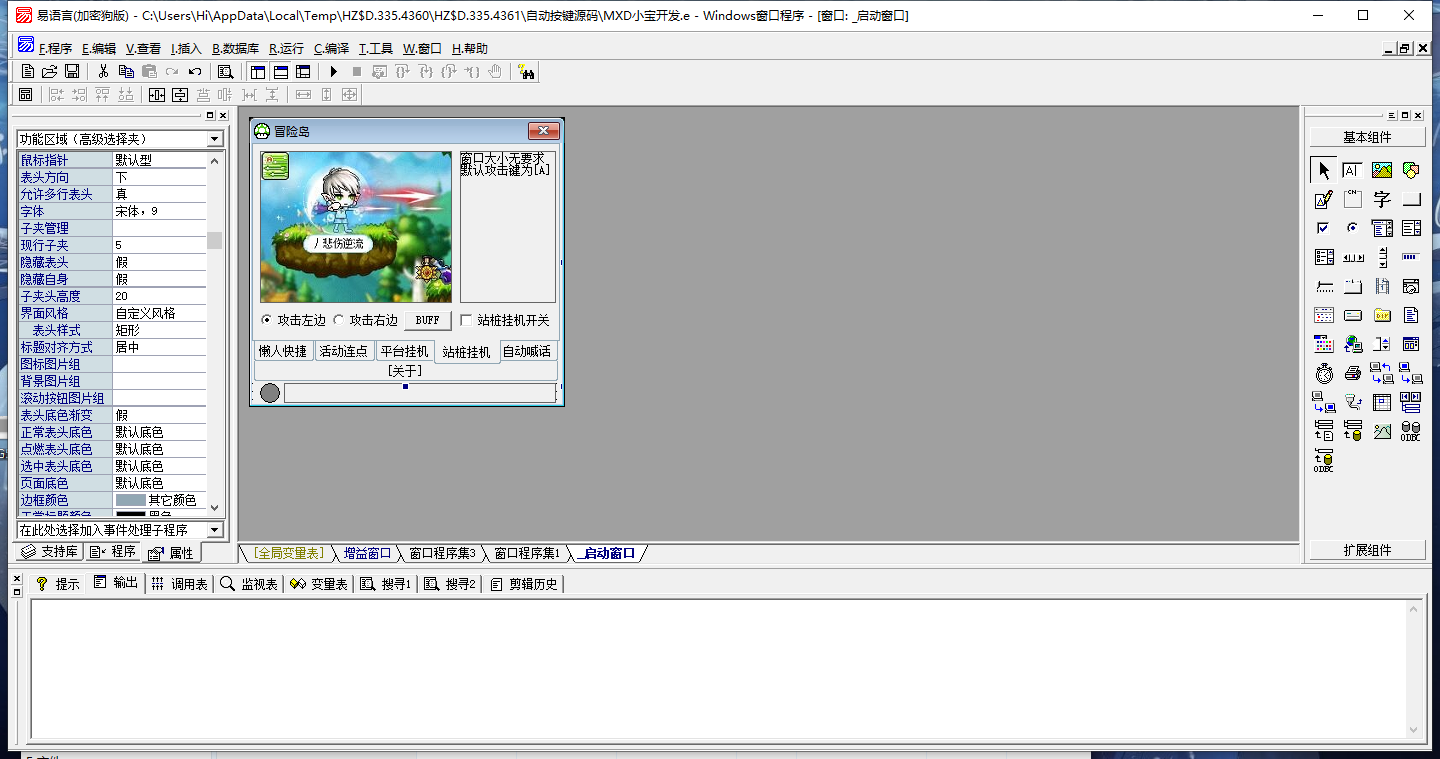 易语言(加密狗版) - C:\Users\Hi\AppData\Local\Temp\HZ$D.335.4360\HZ$D.335.4361\自动按键源码\MXD小宝开发.e - Windows窗口程序 - [窗口: _启动窗口]
F.程序 E.编辑 V.查看 I.插入 B.数据库 R.运行 C.编译 T.工具 W.窗口 H.帮助
功能区域（高级选择夹）
鼠标指针 默认型
表头方向 下
允许多行表头 真
字体 宋体，9
子夹管理
现行子夹 5
隐藏表头 假
隐藏自身 假
子夹头高度 20
界面风格 自定义风格
表头样式 矩形
标题对齐方式 居中
图标图片组
背景图片组
滚动按钮图片组
表头底色渐变 假
正常表头底色 默认底色
点燃表头底色 默认底色
选中表头底色 默认底色
页面底色 默认底色
边框颜色 其它颜色
正常标题颜色 黑色
在此处选择加入事件处理子程序
支持库 程序 属性
冒险岛
窗口大小无要求
默认攻击键为[A]
丿悲伤逆流
攻击左边 攻击右边 BUFF 站桩挂机开关
懒人快捷 活动连点 平台挂机 站桩挂机 自动喊话
[关于]
[全局变量表] 增益窗口 窗口程序集3 窗口程序集1 _启动窗口
基本组件
A
CN
字
DIR
ODBC
ODBC
扩展组件
提示 输出 调用表 监视表 变量表 搜寻1 搜寻2 剪辑历史